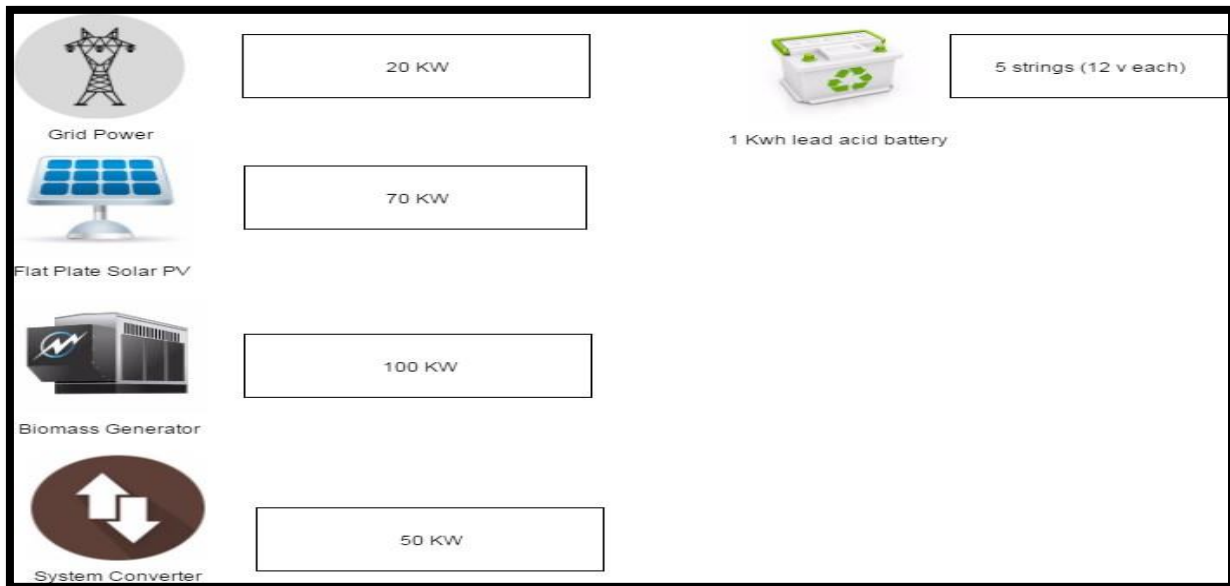 20 KW
5 strings (12 v each)
Grid Power
1 Kwh lead acid battery
70 KW
Flat Plate Solar PV
100 KW
Biomass Generator
50 KW
System Converter